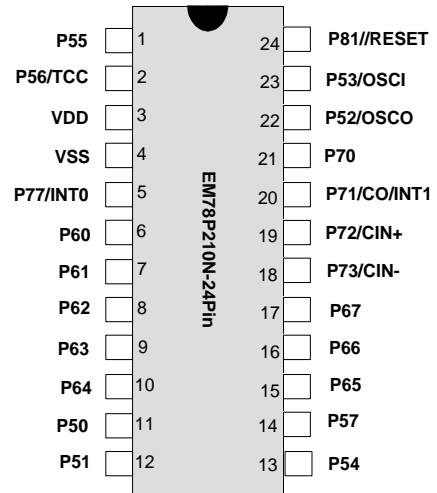 P55 1 24 P81//RESET
P56/TCC 2 23 P53/OSCI
VDD 3 22 P52/OSCO
VSS 4 21 P70
P77/INT0 5 20 P71/CO/INT1
P60 6 19 P72/CIN+
P61 7 18 P73/CIN-
P62 8 17 P67
P63 9 16 P66
P64 10 15 P65
P50 11 14 P57
P51 12 13 P54
EM78P210N-24Pin